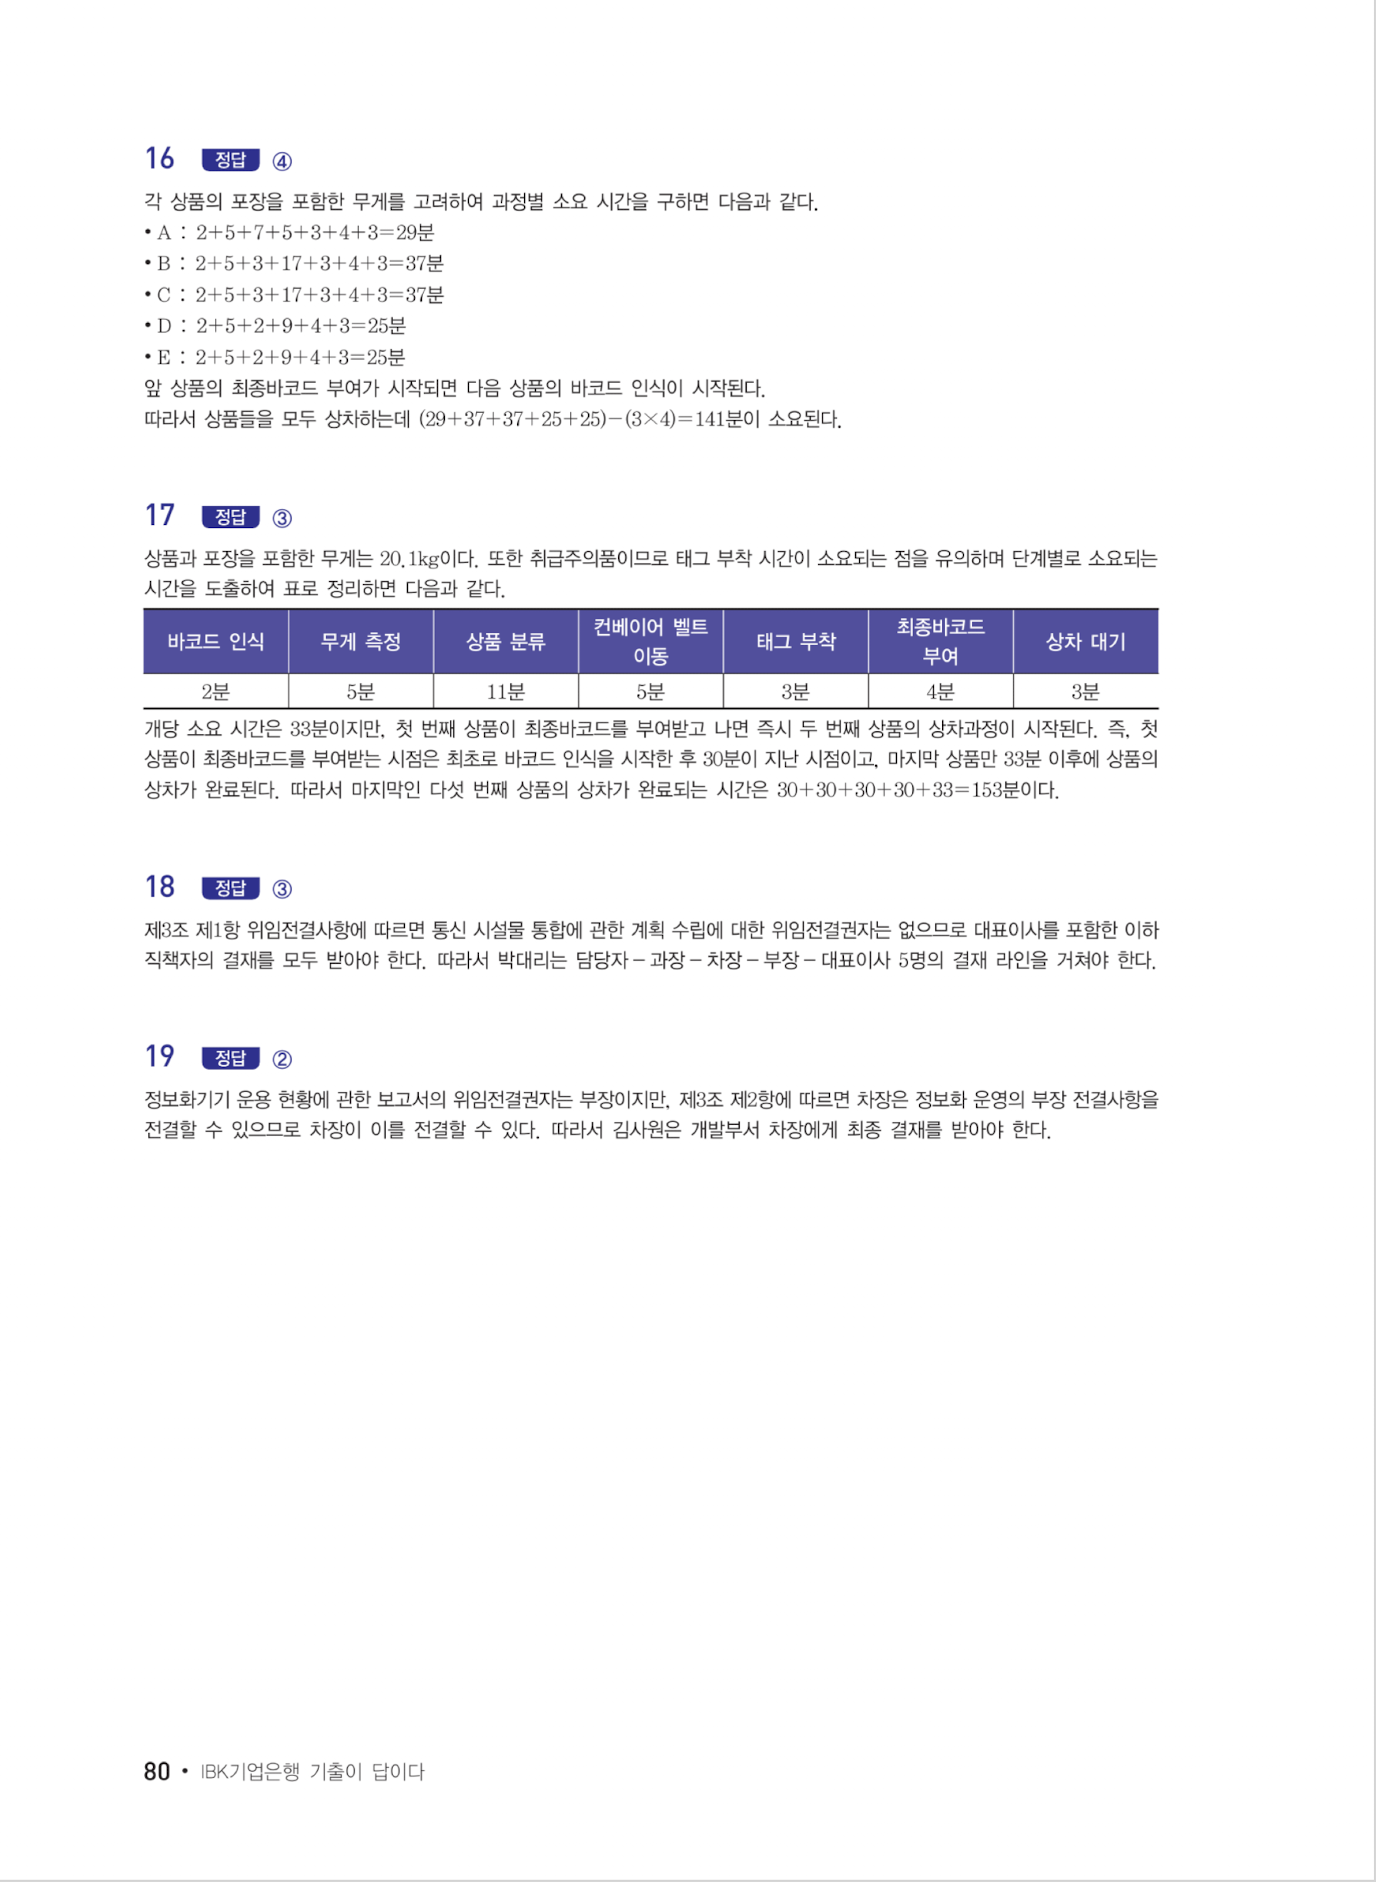 16 정답 ④
각 상품의 포장을 포함한 무게를 고려하여 과정별 소요 시간을 구하면 다음과 같다.
• A : 2+5+7+5+3+4+3=29분
• B : 2+5+3+17+3+4+3=37분
• C : 2+5+3+17+3+4+3=37분
• D : 2+5+2+9+4+3=25분
• E : 2+5+2+9+4+3=25분
앞 상품의 최종바코드 부여가 시작되면 다음 상품의 바코드 인식이 시작된다.
따라서 상품들을 모두 상차하는데 (29+37+37+25+25)-(3×4)=141분이 소요된다.
17 정답 ③
상품과 포장을 포함한 무게는 20.1kg이다. 또한 취급주의품이므로 태그 부착 시간이 소요되는 점을 유의하며 단계별로 소요되는
시간을 도출하여 표로 정리하면 다음과 같다.
바코드 인식 무게 측정 상품 분류 컨베이어 벨트 이동 태그 부착 최종바코드 부여 상차 대기
2분 5분 11분 5분 3분 4분 3분
개당 소요 시간은 33분이지만, 첫 번째 상품이 최종바코드를 부여받고 나면 즉시 두 번째 상품의 상차과정이 시작된다. 즉, 첫
상품이 최종바코드를 부여받는 시점은 최초로 바코드 인식을 시작한 후 30분이 지난 시점이고, 마지막 상품만 33분 이후에 상품의
상차가 완료된다. 따라서 마지막인 다섯 번째 상품의 상차가 완료되는 시간은 30+30+30+30+33=153분이다.
18 정답 ③
제3조 제1항 위임전결사항에 따르면 통신 시설물 통합에 관한 계획 수립에 대한 위임전결권자는 없으므로 대표이사를 포함한 이하
직책자의 결재를 모두 받아야 한다. 따라서 박대리는 담당자 – 과장 – 차장 – 부장 – 대표이사 5명의 결재 라인을 거쳐야 한다.
19 정답 ②
정보화기기 운용 현황에 관한 보고서의 위임전결권자는 부장이지만, 제3조 제2항에 따르면 차장은 정보화 운영의 부장 전결사항을
전결할 수 있으므로 차장이 이를 전결할 수 있다. 따라서 김사원은 개발부서 차장에게 최종 결재를 받아야 한다.
80 • IBK기업은행 기출이 답이다